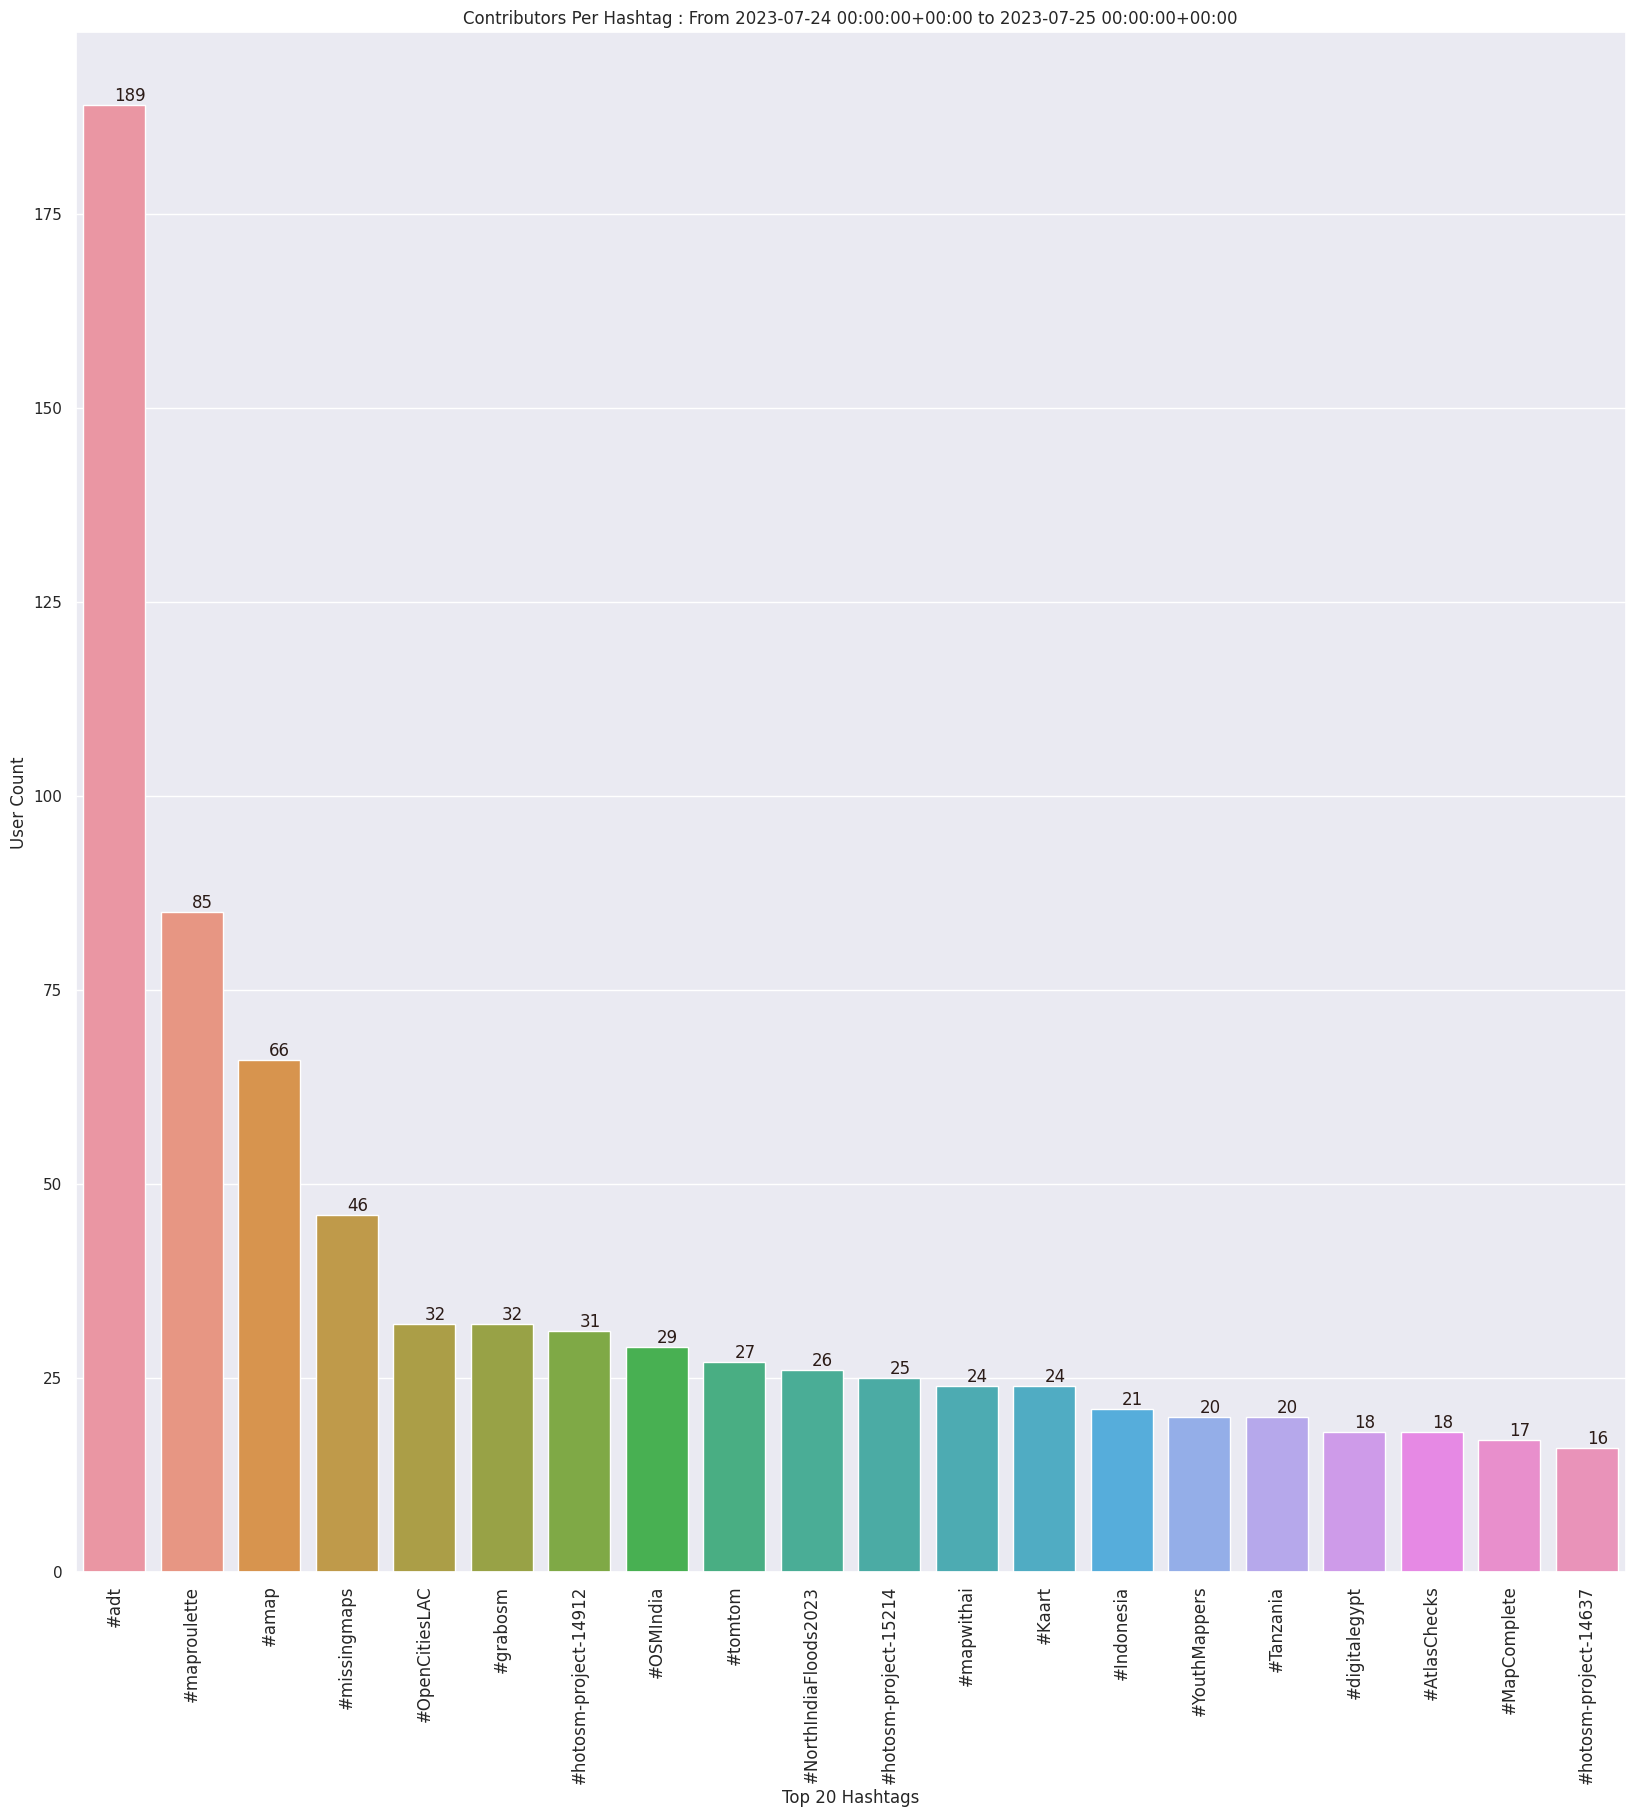 Contributors Per Hashtag : From 2023-07-24 00:00:00+00:00 to 2023-07-25 00:00:00+00:00
User Count
175
150
125
100
75
50
25
0
189
85
66
46
32
32
31
29
27
26
25
24
24
21
20
20
18
18
17
16
#adt
#maproulette
#amap
#missingmaps
#OpenCitiesLAC
#grabosm
#hotosm-project-14912
#OSMIndia
#tomtom
#NorthIndiaFloods2023
#hotosm-project-15214
#mapwithai
#Kaart
#Indonesia
#YouthMappers
#Tanzania
#digitalegypt
#AtlasChecks
#MapComplete
#hotosm-project-14637
Top 20 Hashtags